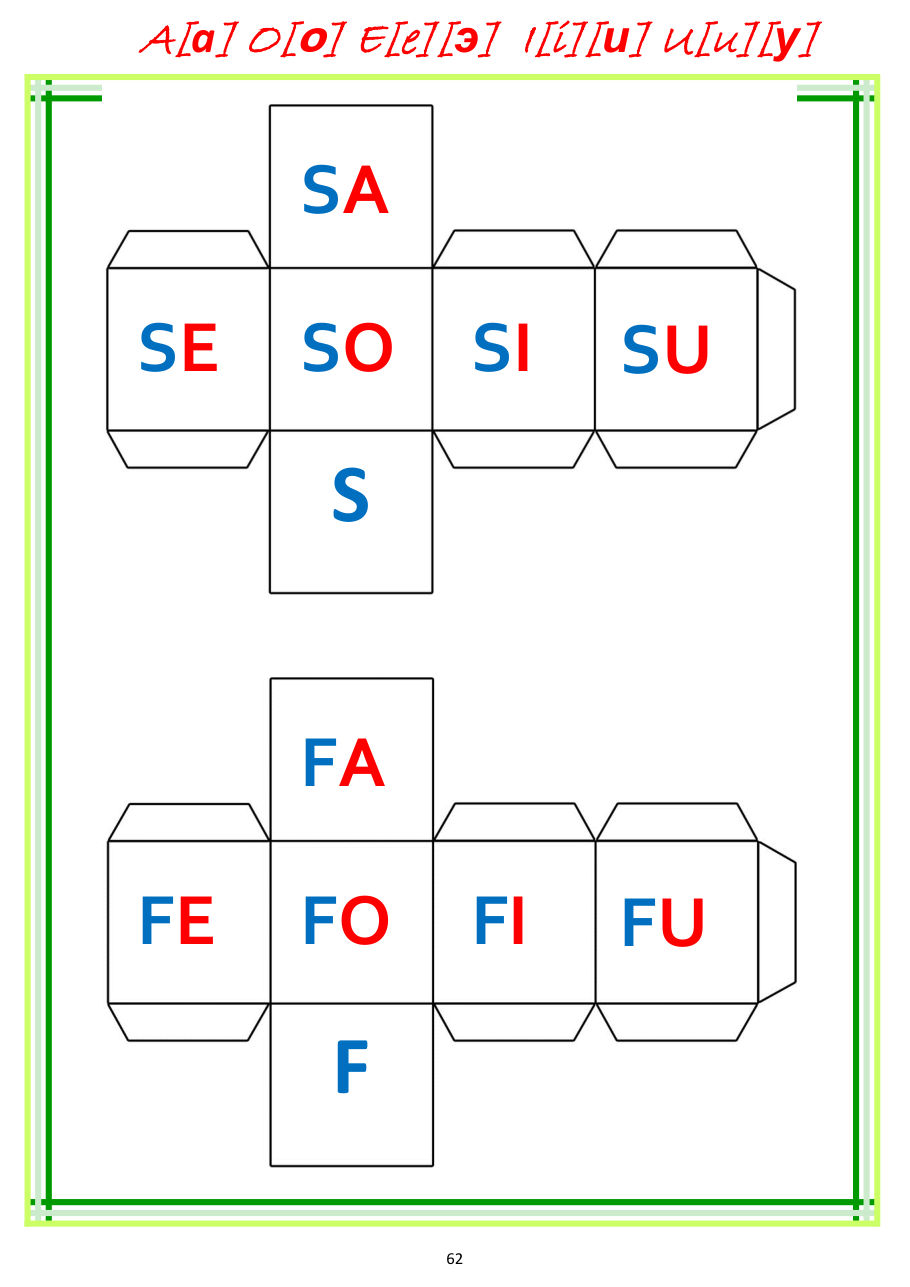 A[а] O[о] E[e][э] I[i][и] U[u][у]
SA
SE SO SI SU
S
FA
FE FO FI FU
F
62